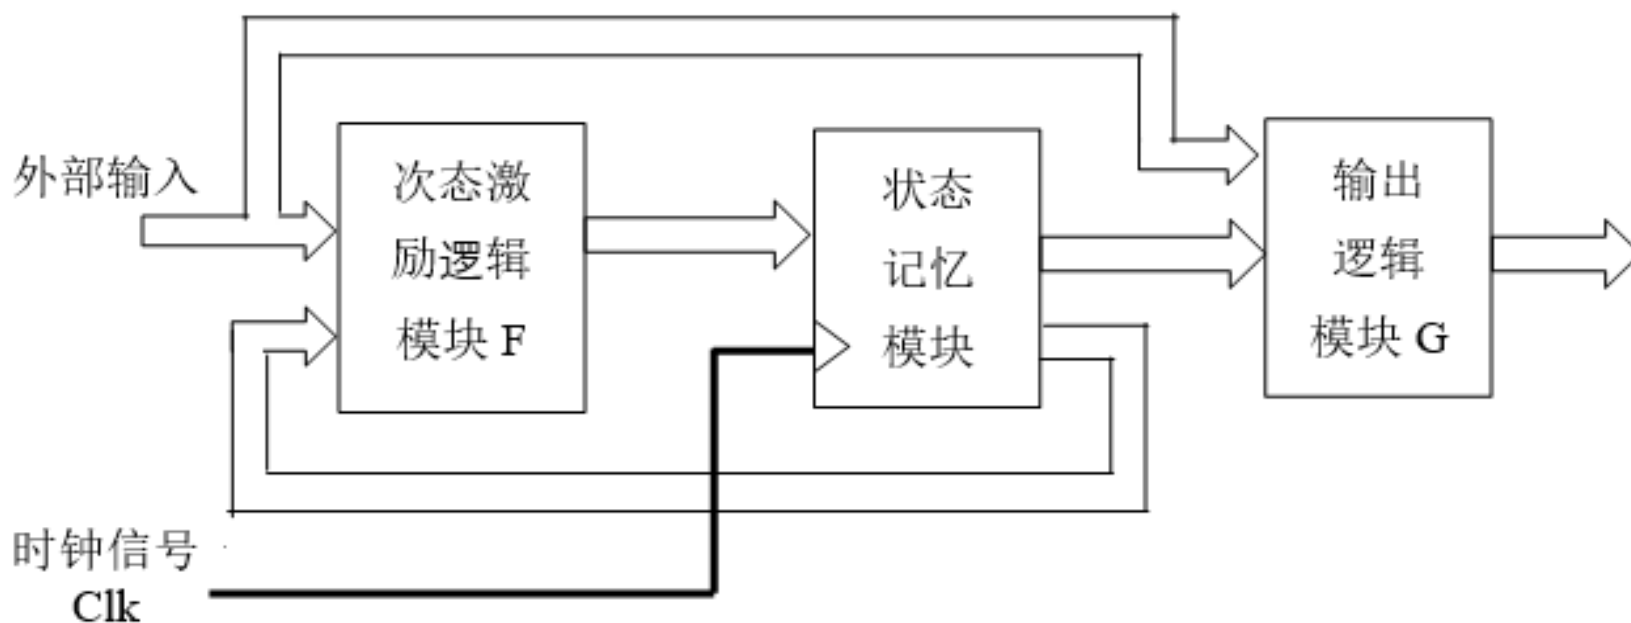 外部输入
次态激
励逻辑
模块 F
状态
记忆
模块
输出
逻辑
模块 G
时钟信号
Clk